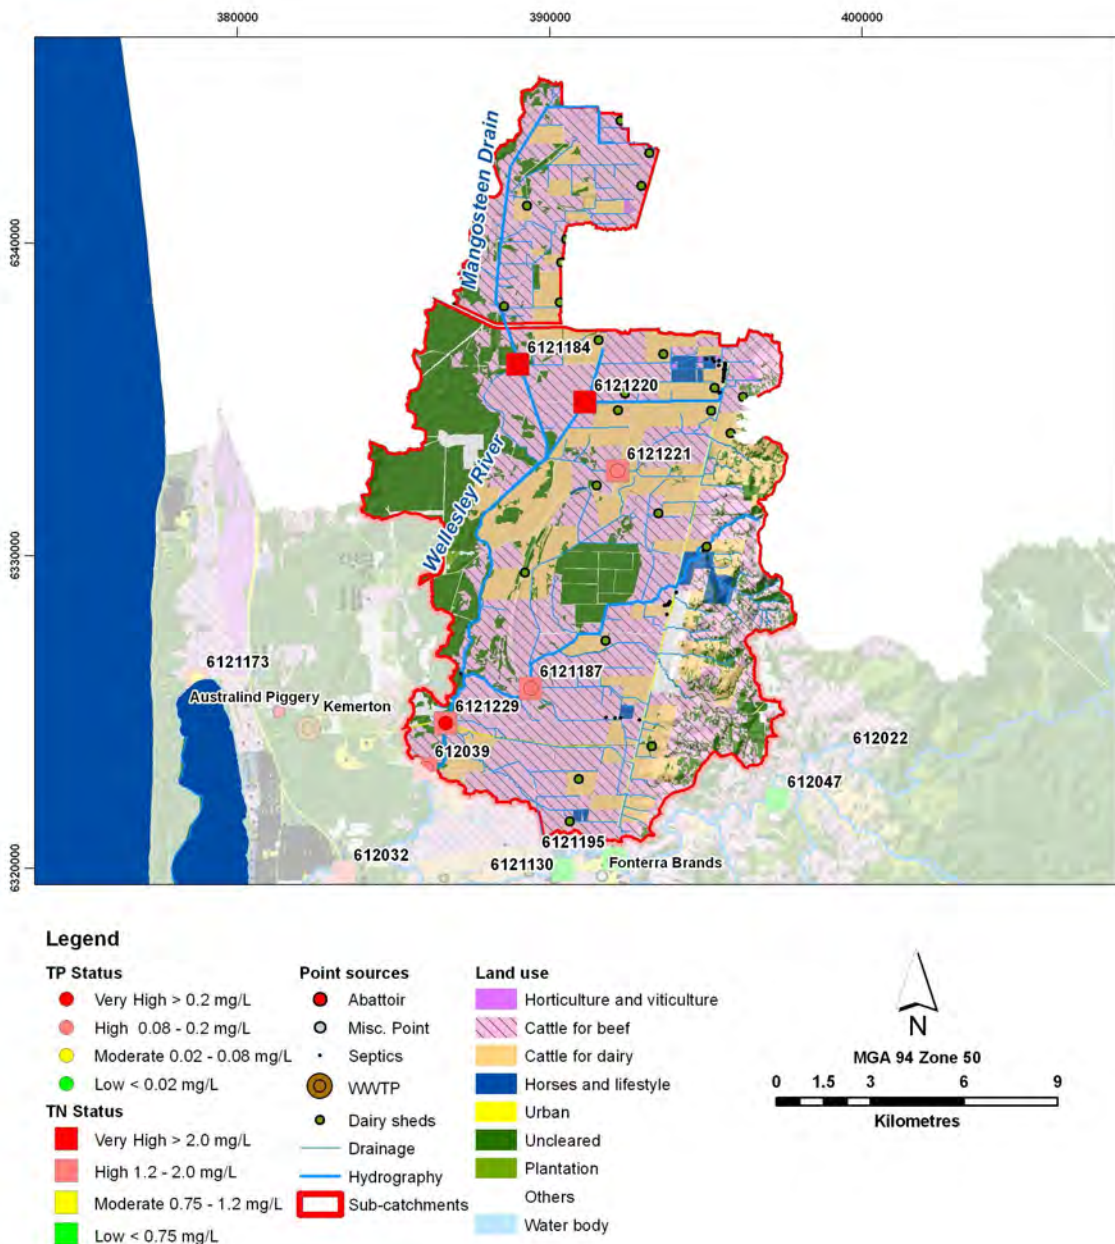 380000
390000
400000
6340000
6330000
6320000
Mangosteen Drain
6121184
6121220
6121221
Wellesley River
6121173
Australind Piggery
Kemerton
6121187
6121229
612039
612022
612047
6121195
612032
6121130
Fonterra Brands
Legend
TP Status
Very High > 0.2 mg/L
High 0.08 - 0.2 mg/L
Moderate 0.02 - 0.08 mg/L
Low < 0.02 mg/L
TN Status
Very High > 2.0 mg/L
High 1.2 - 2.0 mg/L
Moderate 0.75 - 1.2 mg/L
Low < 0.75 mg/L
Point sources
Abattoir
Misc. Point
Septics
WWTP
Dairy sheds
Drainage
Hydrography
Sub-catchments
Land use
Horticulture and viticulture
Cattle for beef
Cattle for dairy
Horses and lifestyle
Urban
Uncleared
Plantation
Others
Water body
N
MGA 94 Zone 50
0 1.5 3 6 9
Kilometres